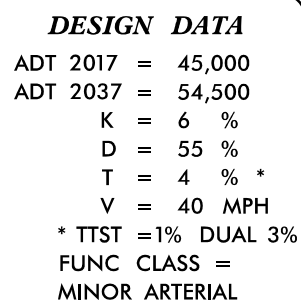 DESIGN DATA
ADT 2017 = 45,000
ADT 2037 = 54,500
K = 6 %
D = 55 %
T = 4 % *
V = 40 MPH
* TTST =1% DUAL 3%
FUNC CLASS =
MINOR ARTERIAL